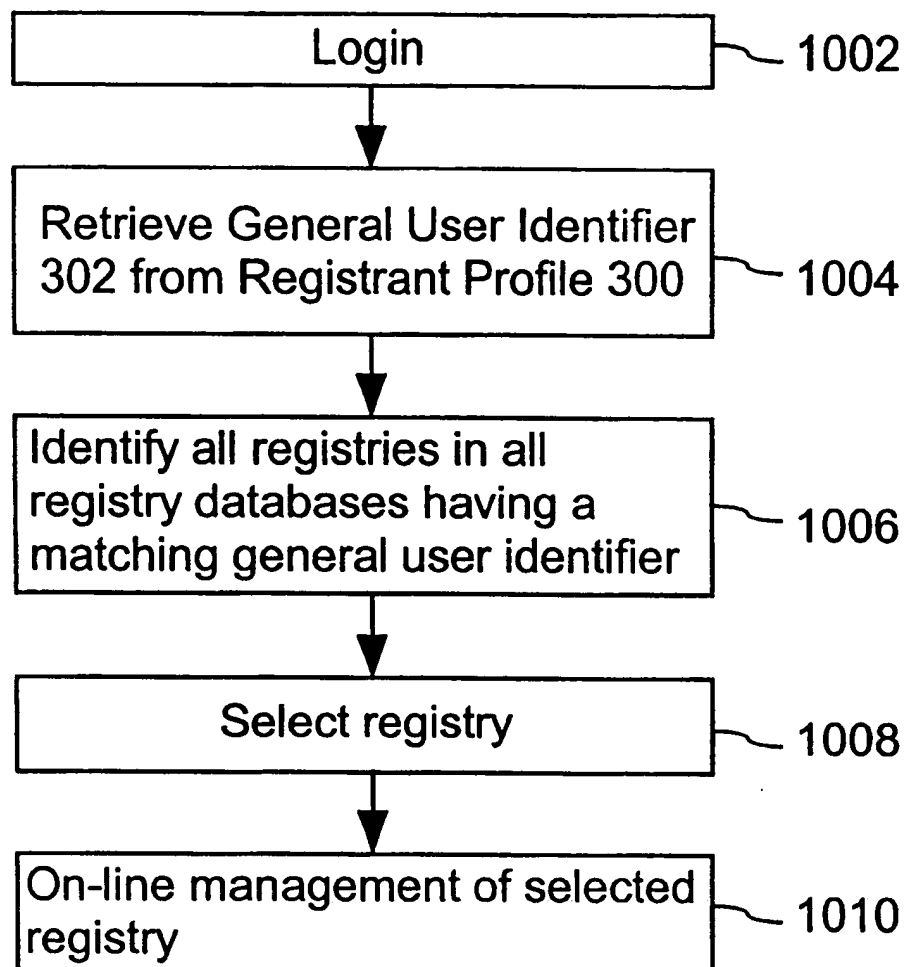 Login
1002
Retrieve General User Identifier
302 from Registrant Profile 300
1004
Identify all registries in all
registry databases having a
matching general user identifier
1006
Select registry
1008
On-line management of selected
registry
1010